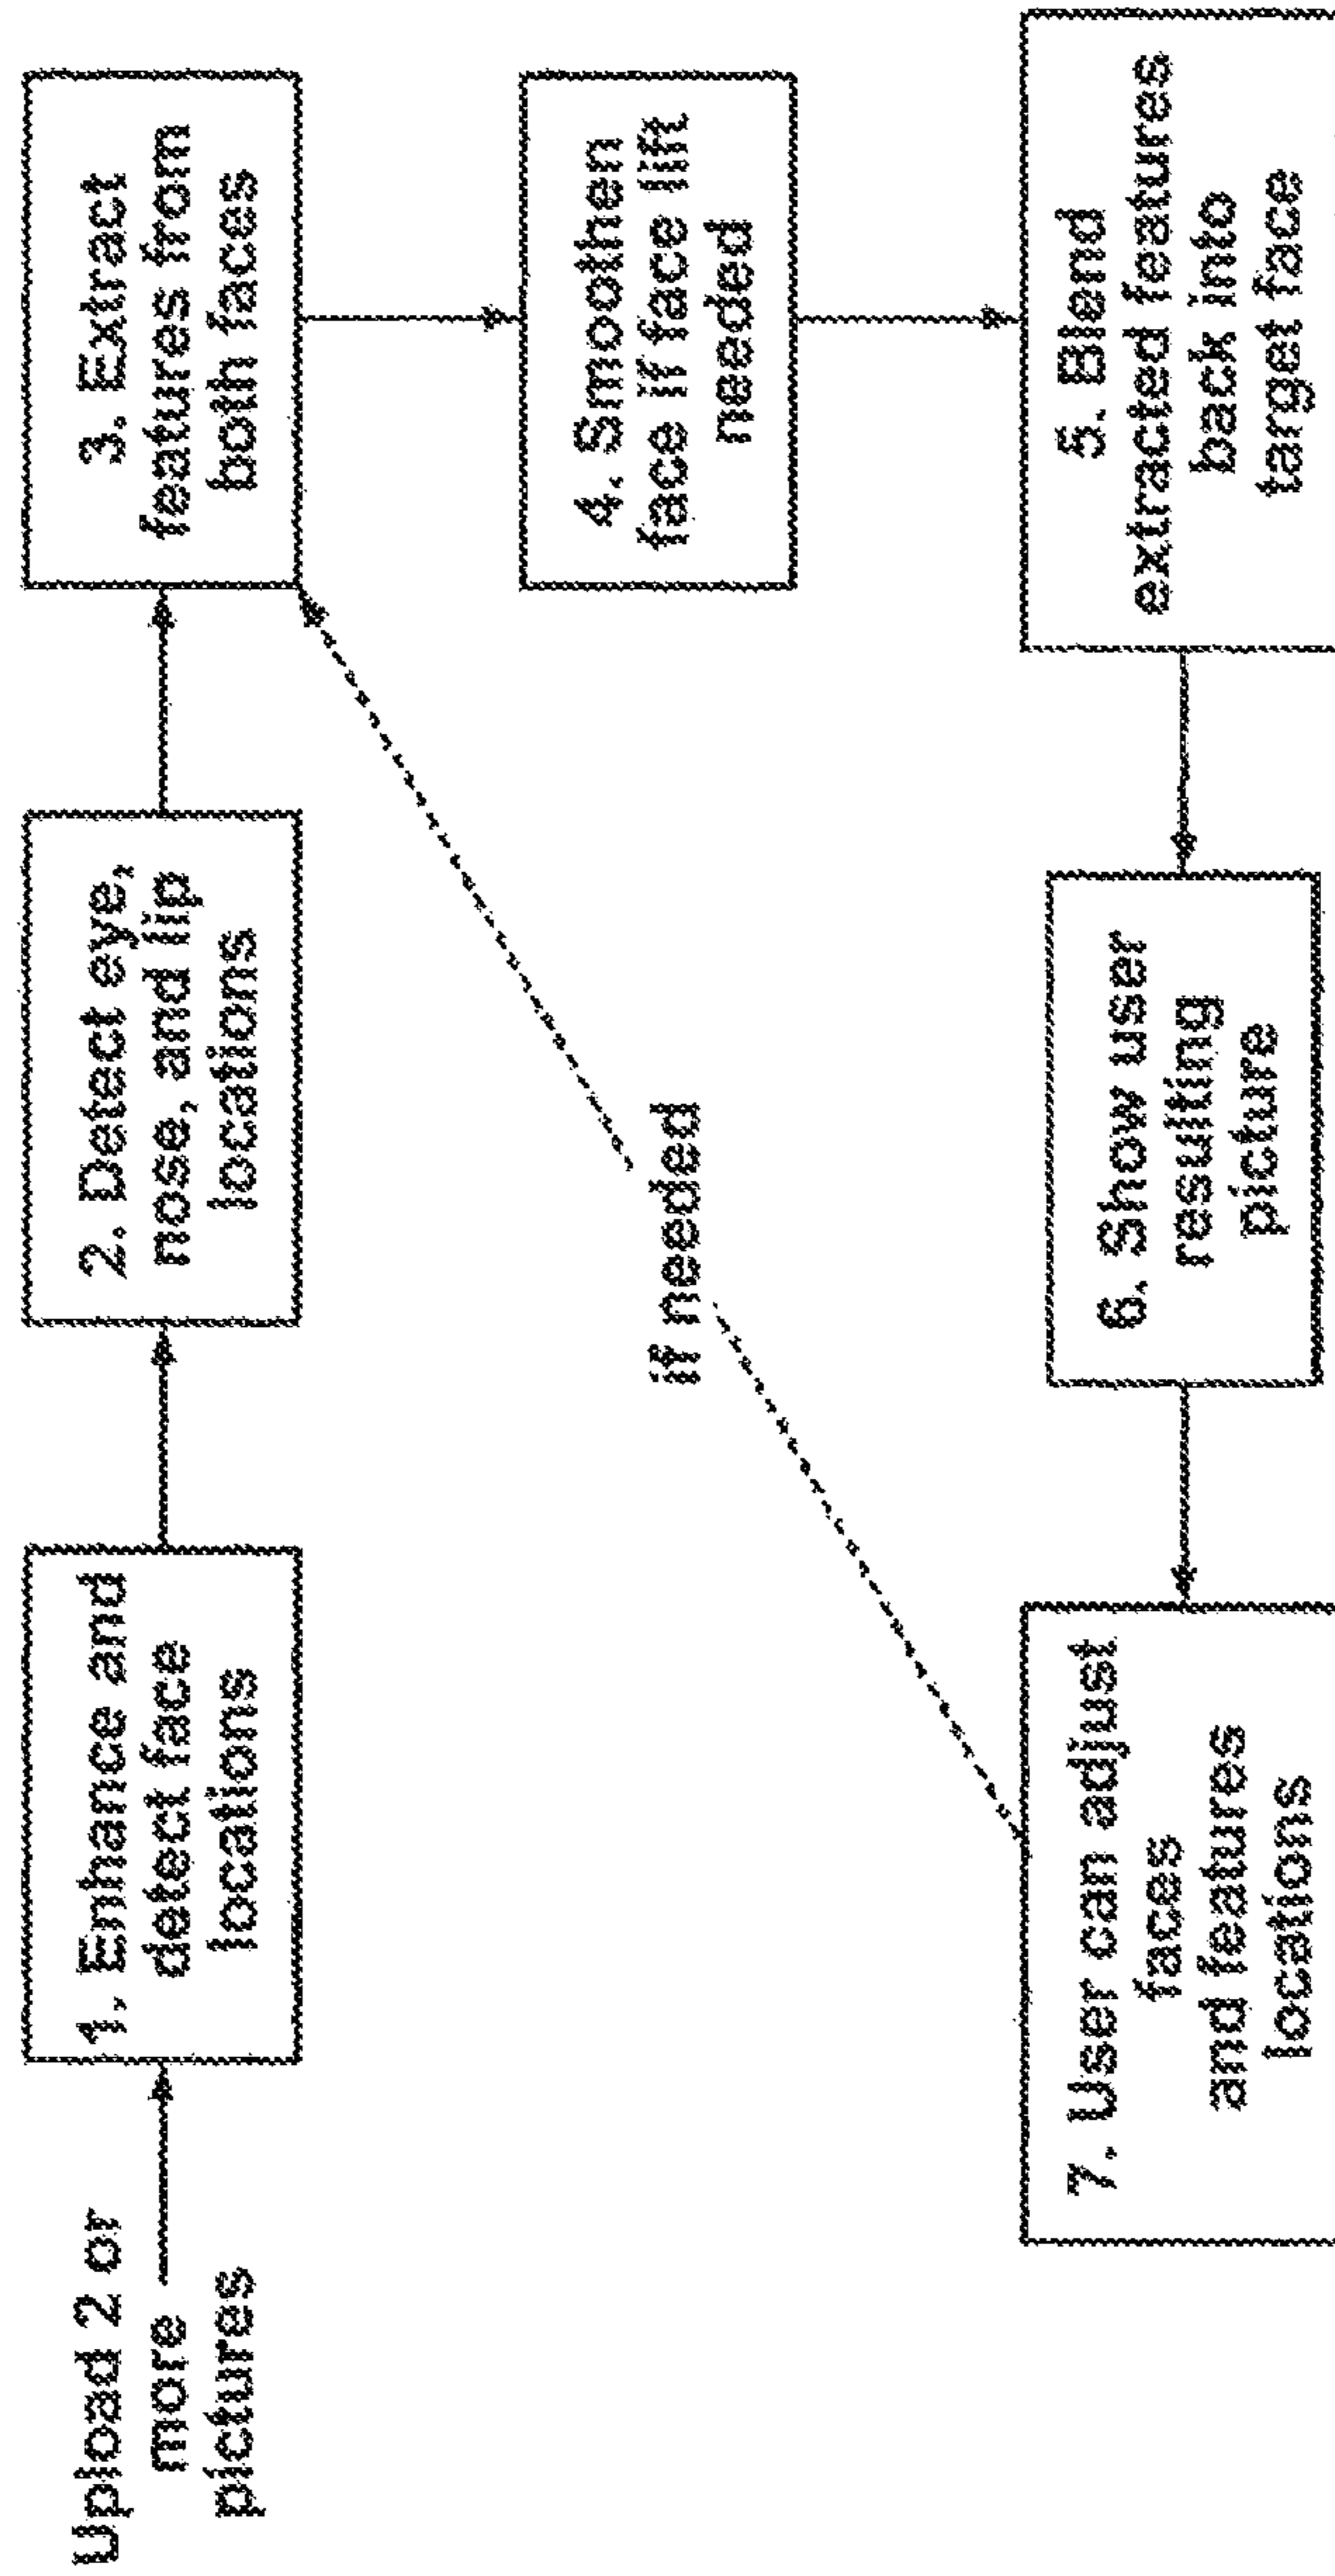 Upload 2 or
more
pictures
1. Enhance and
detect face
locations
2. Detect eye,
nose, and lip
locations
3. Extract
features from
both faces
4. Smoothen
face if face lift
needed
5. Blend
extracted features
back into
target face
6. Show user
resulting
picture
7. User can adjust
faces
and features
locations
if needed